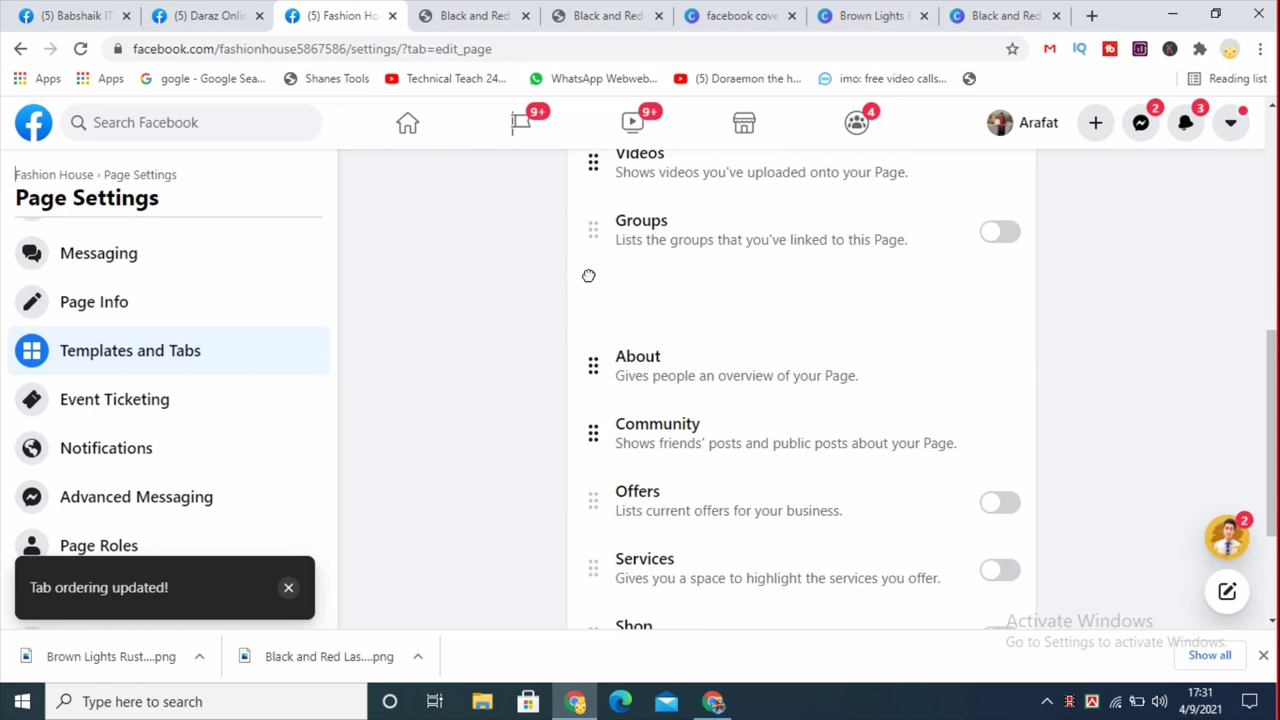 (5) Babshaik IT
(5) Daraz Onli
(5) Fashion Ho
Black and Red
Black and Red
facebook cove
Brown Lights F
Black and Red
facebook.com/fashionhouse5867586/settings/?tab=edit_page
Apps
Apps
gogle - Google Sea...
Shanes Tools
Technical Teach 24...
WhatsApp Webweb...
(5) Doraemon the h...
imo: free video calls...
Reading list
Search Facebook
9+
9+
4
Arafat
2
3
Fashion House › Page Settings
Page Settings
Messaging
Page Info
Templates and Tabs
Event Ticketing
Notifications
Advanced Messaging
Page Roles
Tab ordering updated!
Videos
Shows videos you've uploaded onto your Page.
Groups
Lists the groups that you've linked to this Page.
About
Gives people an overview of your Page.
Community
Shows friends' posts and public posts about your Page.
Offers
Lists current offers for your business.
Services
Gives you a space to highlight the services you offer.
Shop
2
Activate Windows
Go to Settings to activate Windows.
Brown Lights Rust....png
Black and Red Las....png
Show all
Type here to search
17:31
4/9/2021